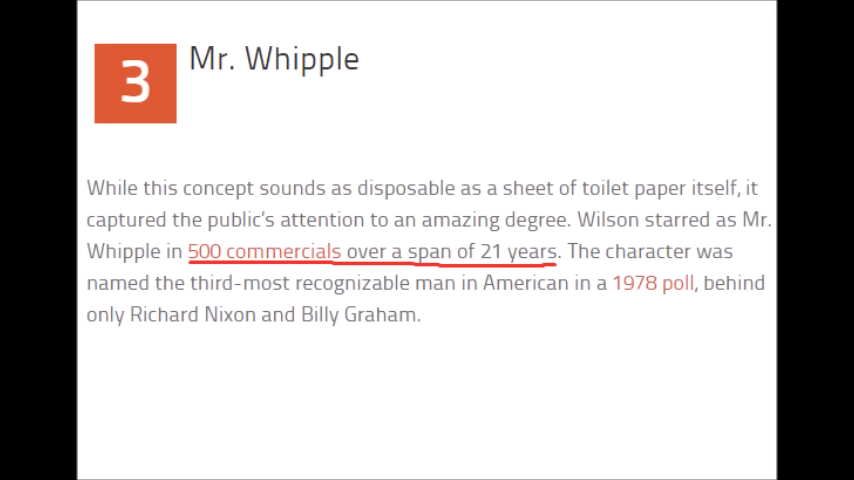 3
Mr. Whipple
While this concept sounds as disposable as a sheet of toilet paper itself, it
captured the public's attention to an amazing degree. Wilson starred as Mr.
Whipple in 500 commercials over a span of 21 years. The character was
named the third-most recognizable man in American in a 1978 poll, behind
only Richard Nixon and Billy Graham.